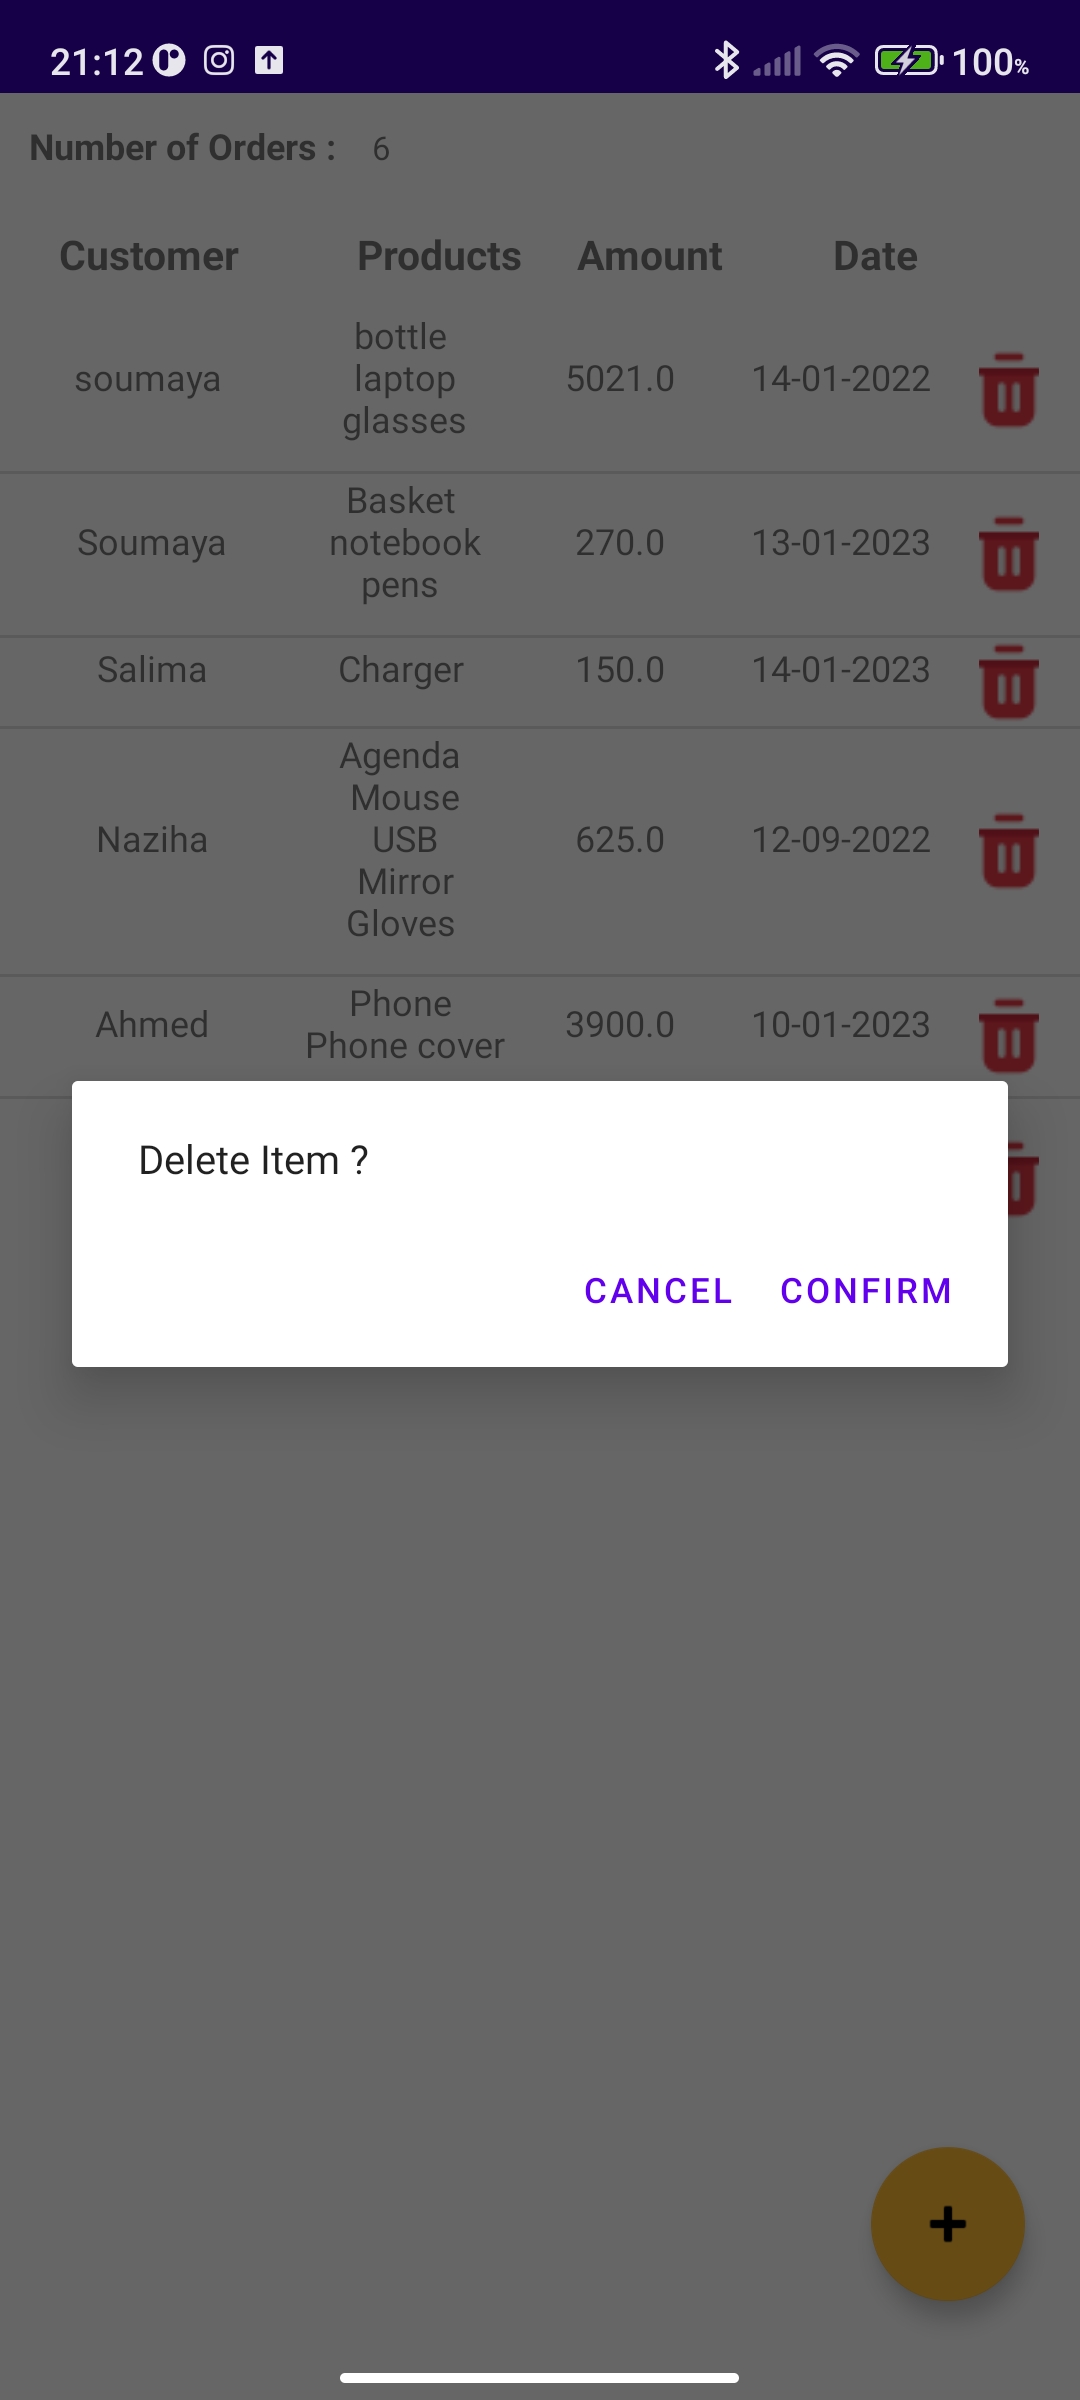 21:12 100%
Number of Orders : 6
Customer Products Amount Date
bottle
soumaya laptop 5021.0 14-01-2022
glasses
Basket
Soumaya notebook 270.0 13-01-2023
pens
Salima Charger 150.0 14-01-2023
Agenda
Mouse
Naziha USB 625.0 12-09-2022
Mirror
Gloves
Phone
Ahmed 3900.0 10-01-2023
Phone cover
Delete Item ?
CANCEL CONFIRM